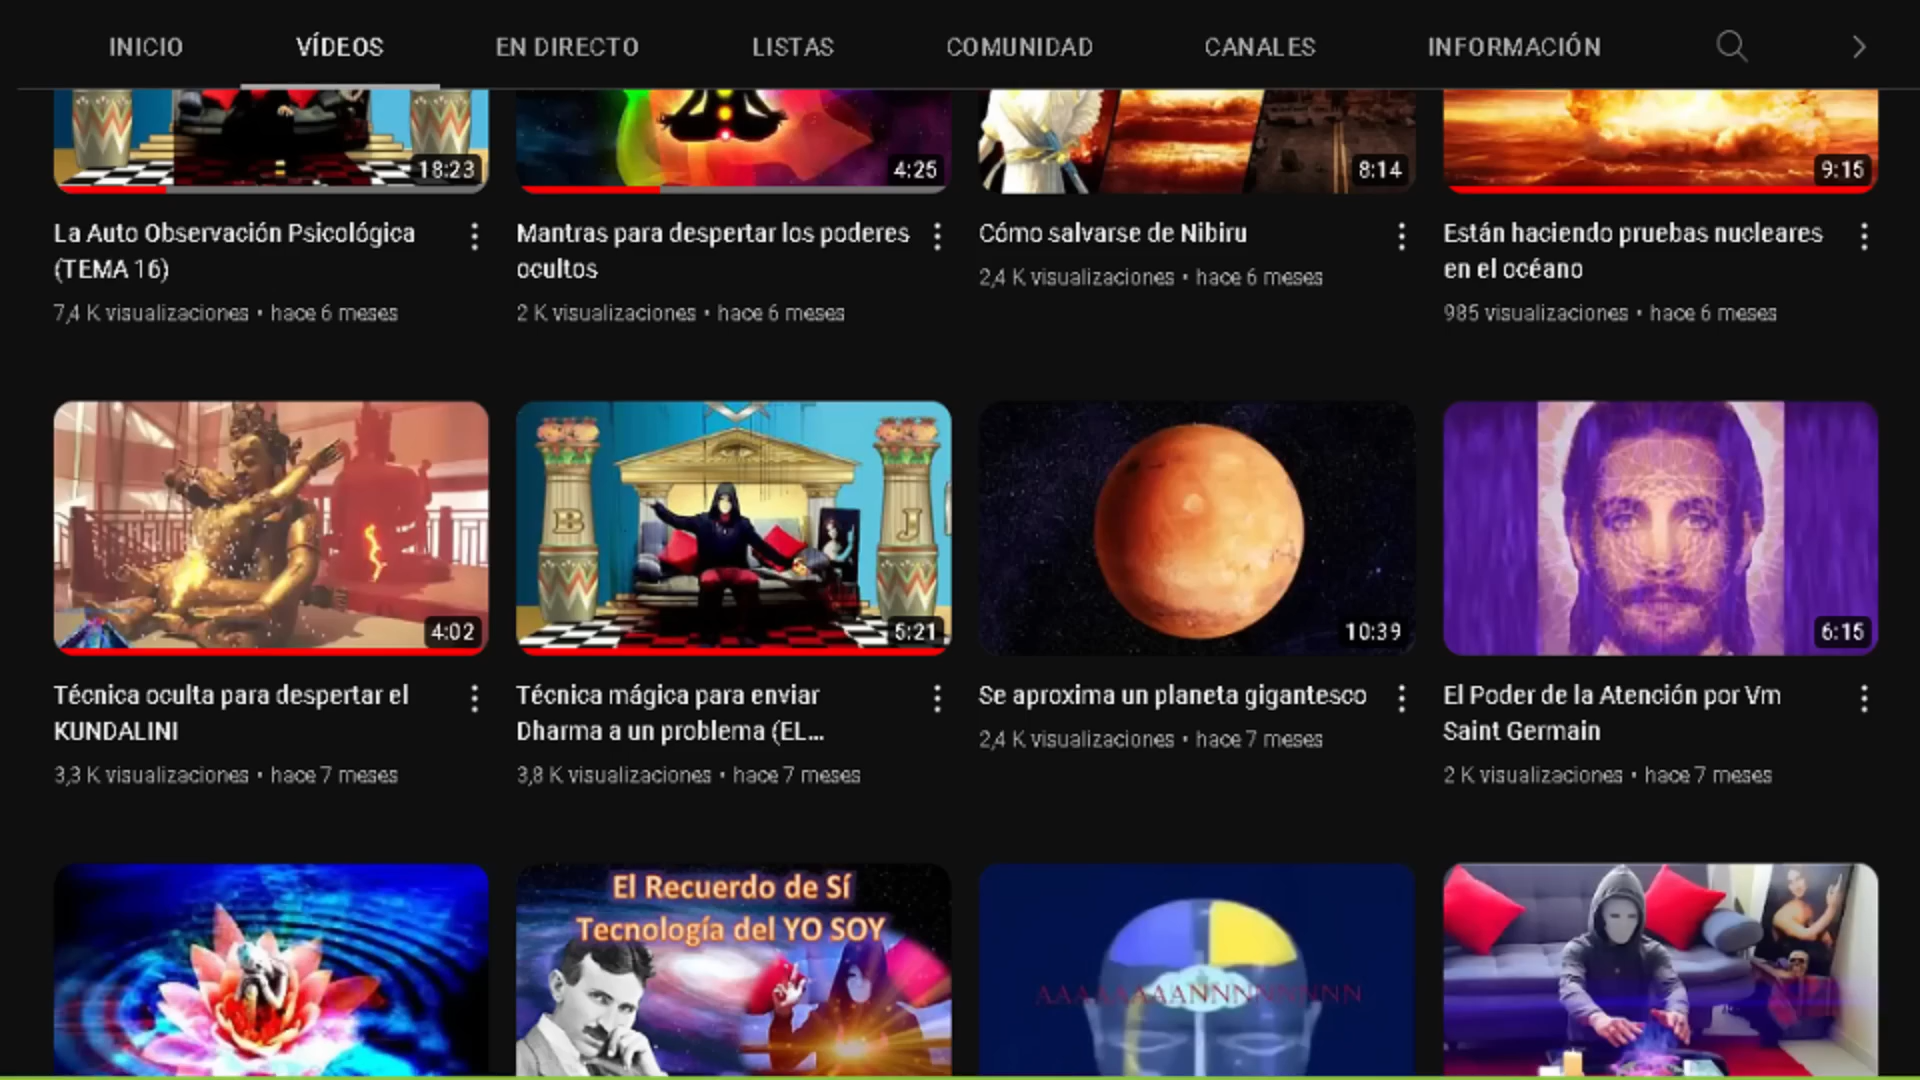 INICIO VÍDEOS EN DIRECTO LISTAS COMUNIDAD CANALES INFORMACIÓN
18:23 4:25 8:14 9:15
La Auto Observación Psicológica
(TEMA 16)
7,4 K visualizaciones • hace 6 meses
Mantras para despertar los poderes
ocultos
2 K visualizaciones • hace 6 meses
Cómo salvarse de Nibiru
2,4 K visualizaciones • hace 6 meses
Están haciendo pruebas nucleares
en el océano
985 visualizaciones • hace 6 meses
B J
4:02 5:21 10:39 6:15
Técnica oculta para despertar el
KUNDALINI
3,3 K visualizaciones • hace 7 meses
Técnica mágica para enviar
Dharma a un problema (EL...
3,8 K visualizaciones • hace 7 meses
Se aproxima un planeta gigantesco
2,4 K visualizaciones • hace 7 meses
El Poder de la Atención por Vm
Saint Germain
2 K visualizaciones • hace 7 meses
El Recuerdo de Sí
Tecnología del YO SOY
AAAAAAAANNNNNNNN